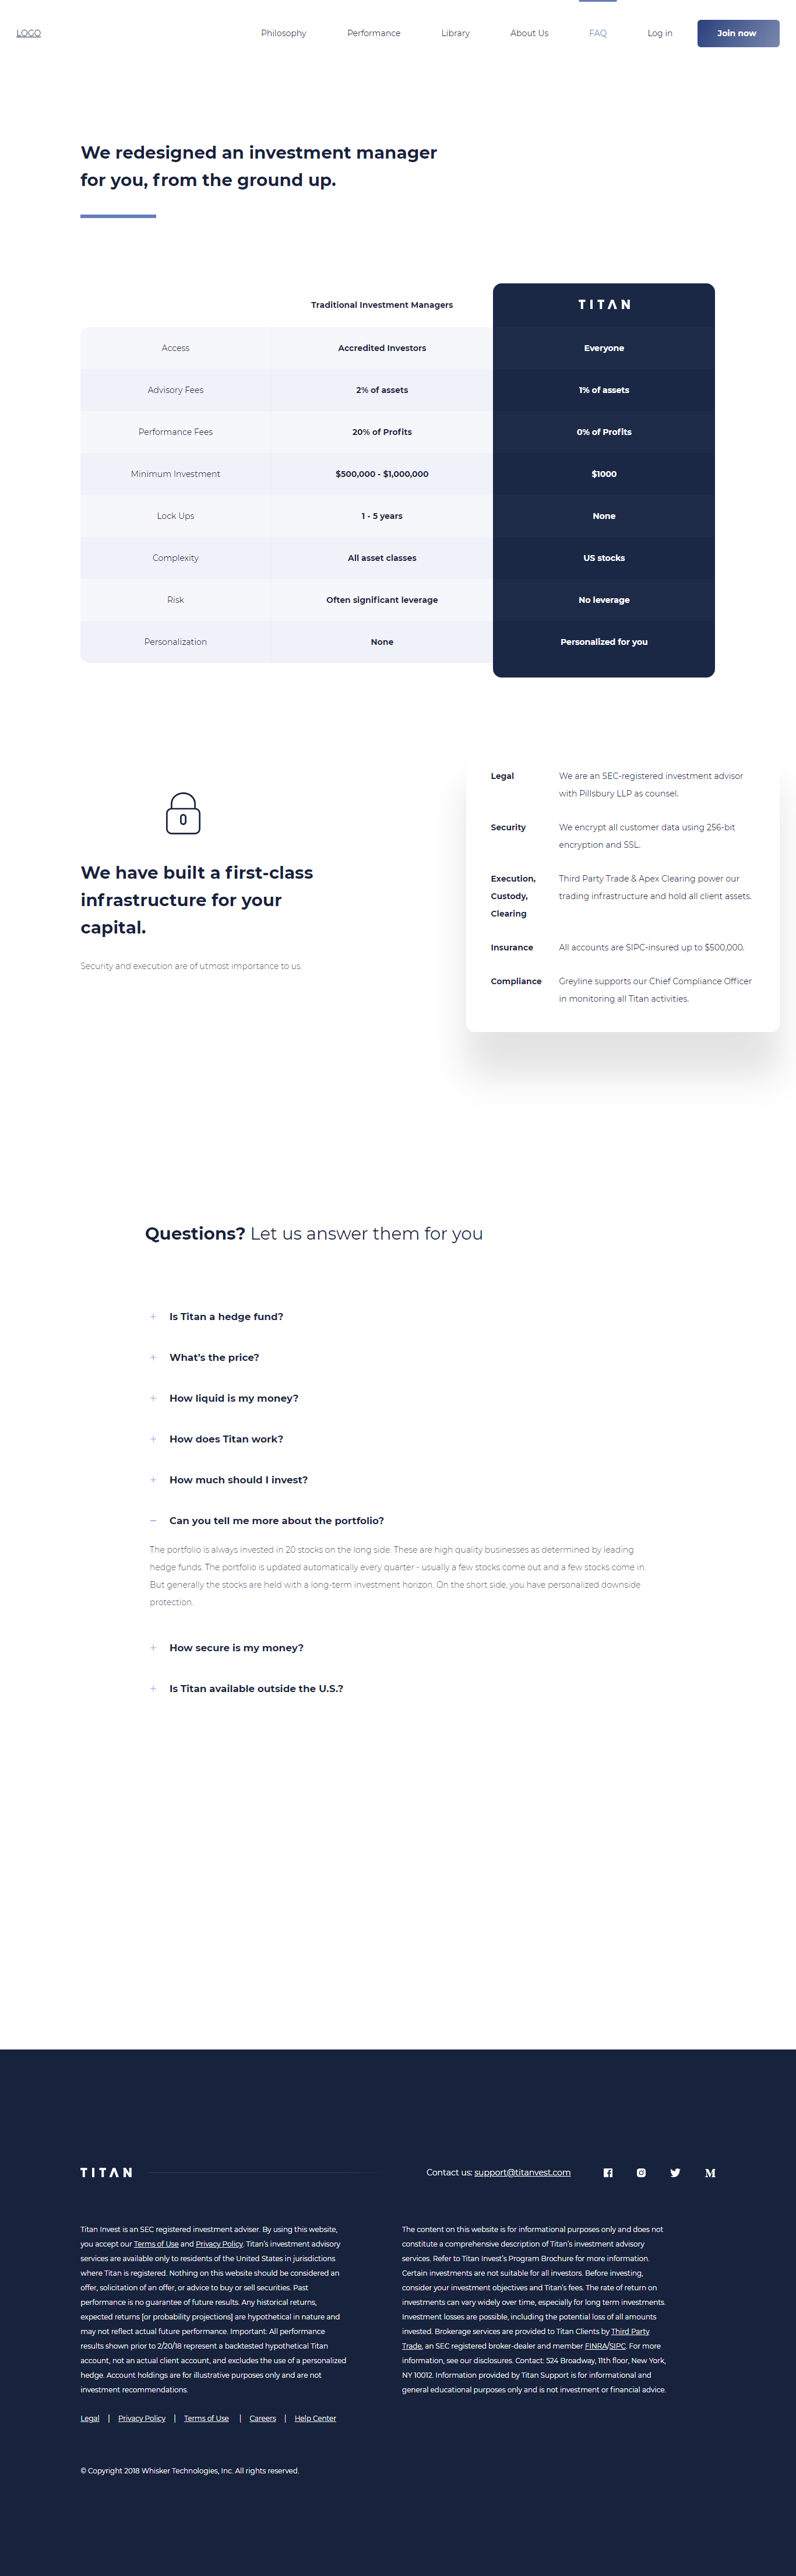 LOGO
Philosophy
Performance
Library
About Us
FAQ
Log in
Join now
We redesigned an investment manager
for you, from the ground up.
Traditional Investment Managers
TITAN
Access
Accredited Investors
Everyone
Advisory Fees
2% of assets
1% of assets
Performance Fees
20% of Profits
0% of Profits
Minimum Investment
$500,000 - $1,000,000
$1000
Lock Ups
1 - 5 years
None
Complexity
All asset classes
US stocks
Risk
Often significant leverage
No leverage
Personalization
None
Personalized for you
We have built a first-class
infrastructure for your
capital.
Security and execution are of utmost importance to us.
Legal
We are an SEC-registered investment advisor
with Pillsbury LLP as counsel.
Security
We encrypt all customer data using 256-bit
encryption and SSL.
Execution,
Custody,
Clearing
Third Party Trade & Apex Clearing power our
trading infrastructure and hold all client assets.
Insurance
All accounts are SIPC-insured up to $500,000.
Compliance
Greyline supports our Chief Compliance Officer
in monitoring all Titan activities.
Questions? Let us answer them for you
+ Is Titan a hedge fund?
+ What's the price?
+ How liquid is my money?
+ How does Titan work?
+ How much should I invest?
− Can you tell me more about the portfolio?
The portfolio is always invested in 20 stocks on the long side. These are high quality businesses as determined by leading
hedge funds. The portfolio is updated automatically every quarter - usually a few stocks come out and a few stocks come in.
But generally the stocks are held with a long-term investment horizon. On the short side, you have personalized downside
protection.
+ How secure is my money?
+ Is Titan available outside the U.S.?
TITAN
Contact us: support@titanvest.com
Titan Invest is an SEC registered investment adviser. By using this website,
you accept our Terms of Use and Privacy Policy. Titan's investment advisory
services are available only to residents of the United States in jurisdictions
where Titan is registered. Nothing on this website should be considered an
offer, solicitation of an offer, or advice to buy or sell securities. Past
performance is no guarantee of future results. Any historical returns,
expected returns [or probability projections] are hypothetical in nature and
may not reflect actual future performance. Important: All performance
results shown prior to 2/20/18 represent a backtested hypothetical Titan
account, not an actual client account, and excludes the use of a personalized
hedge. Account holdings are for illustrative purposes only and are not
investment recommendations.
The content on this website is for informational purposes only and does not
constitute a comprehensive description of Titan's investment advisory
services. Refer to Titan Invest's Program Brochure for more information.
Certain investments are not suitable for all investors. Before investing,
consider your investment objectives and Titan's fees. The rate of return on
investments can vary widely over time, especially for long term investments.
Investment losses are possible, including the potential loss of all amounts
invested. Brokerage services are provided to Titan Clients by Third Party
Trade, an SEC registered broker-dealer and member FINRA/SIPC. For more
information, see our disclosures. Contact: 524 Broadway, 11th floor, New York,
NY 10012. Information provided by Titan Support is for informational and
general educational purposes only and is not investment or financial advice.
Legal | Privacy Policy | Terms of Use | Careers | Help Center
© Copyright 2018 Whisker Technologies, Inc. All rights reserved.